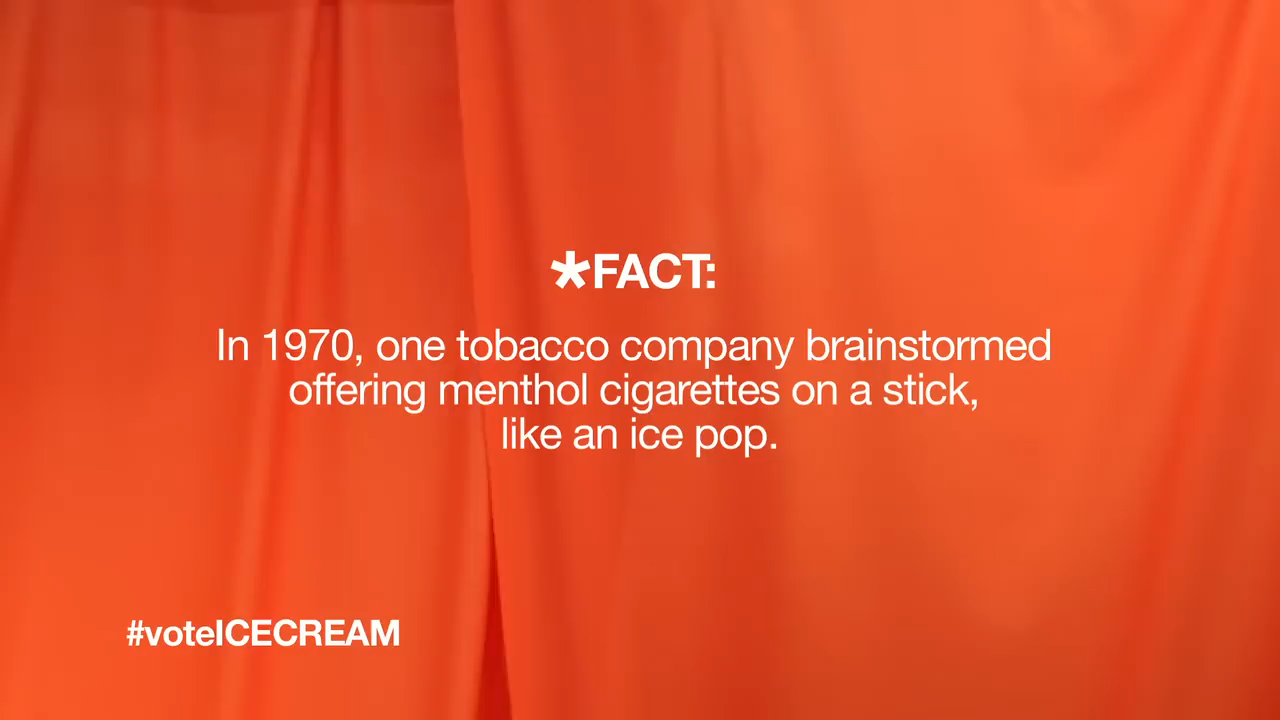 *FACT:
In 1970, one tobacco company brainstormed
offering menthol cigarettes on a stick,
like an ice pop.
#voteICECREAM